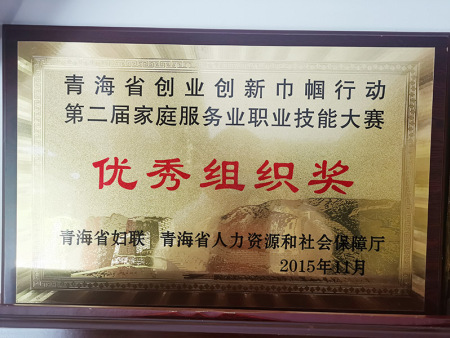 青海省创业创新巾帼行动
第二届家庭服务业职业技能大赛
优秀组织奖
青海省妇联 青海省人力资源和社会保障厅
2015年11月